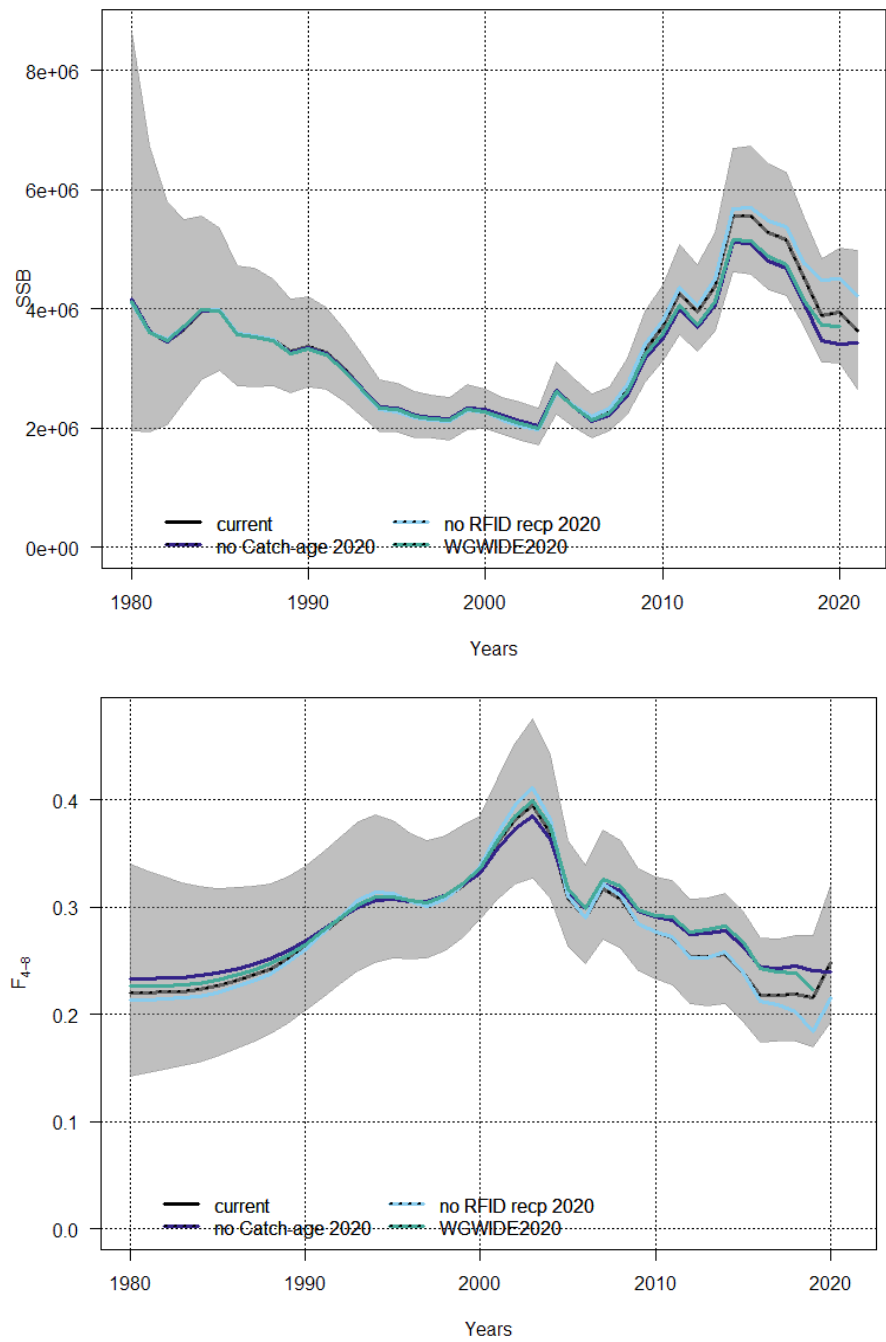 8e+06
6e+06
4e+06
SSB
2e+06
current
no RFID recp 2020
no Catch-age 2020
WGWIDE2020
0e+00
1980
1990
2000
2010
2020
Years
0.4
0.3
F4−8
0.2
0.1
current
no RFID recp 2020
no Catch-age 2020
WGWIDE2020
0.0
1980
1990
2000
2010
2020
Years